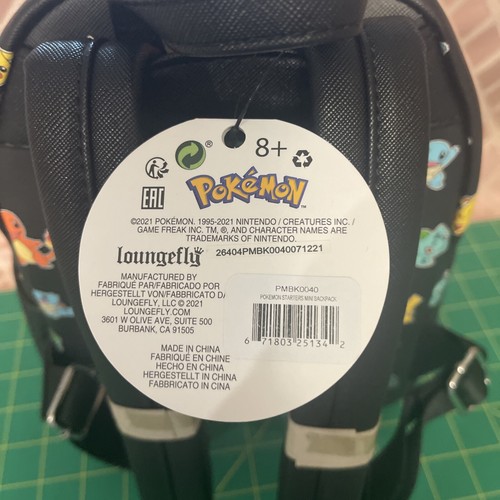 8+
EAC
POKéMON™
©2021 POKÉMON. 1995-2021 NINTENDO / CREATURES INC. /
GAME FREAK INC. TM, ®, AND CHARACTER NAMES ARE
TRADEMARKS OF NINTENDO.
loungefly
26404PMBK0040071221
MANUFACTURED BY
FABRIQUÉ PAR/FABRICADO POR
HERGESTELLT VON/FABBRICATO DA
LOUNGEFLY, LLC © 2021
LOUNGEFLY.COM
3601 W OLIVE AVE, SUITE 500
BURBANK, CA 91505
PMBK0040
POKEMON STARTERS MINI BACKPACK
6 71803 25134 2
MADE IN CHINA
FABRIQUÉ EN CHINE
HECHO EN CHINA
HERGESTELLT IN CHINA
FABBRICATO IN CINA